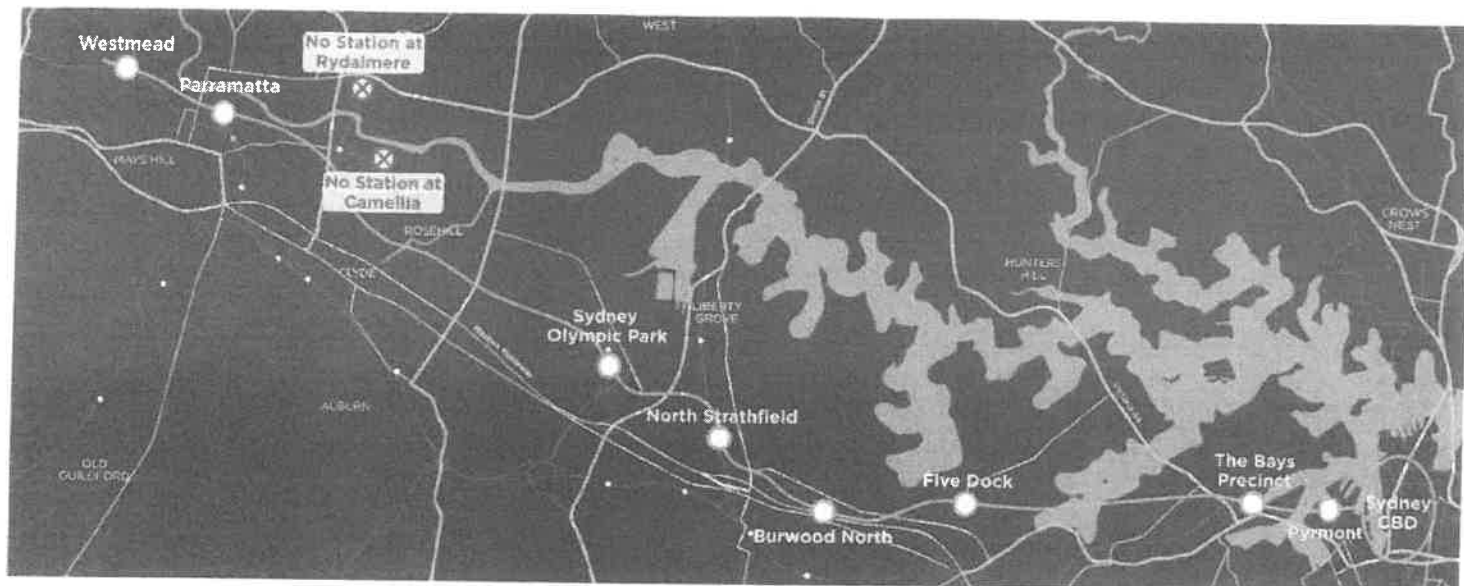 WEST
Westmead
No Station at
Rydalmere
Parramatta
MAYS HILL
No Station at
Camellia
ROSEHILL
CLYDE
CROWS
NEST
HUNTERS
HILL
LIBERTY
GROVE
Sydney
Olympic Park
AUBURN
North Strathfield
OLD
GUILDFORD
Five Dock
The Bays
Precinct
Burwood North
Pyrmont
Sydney
CBD